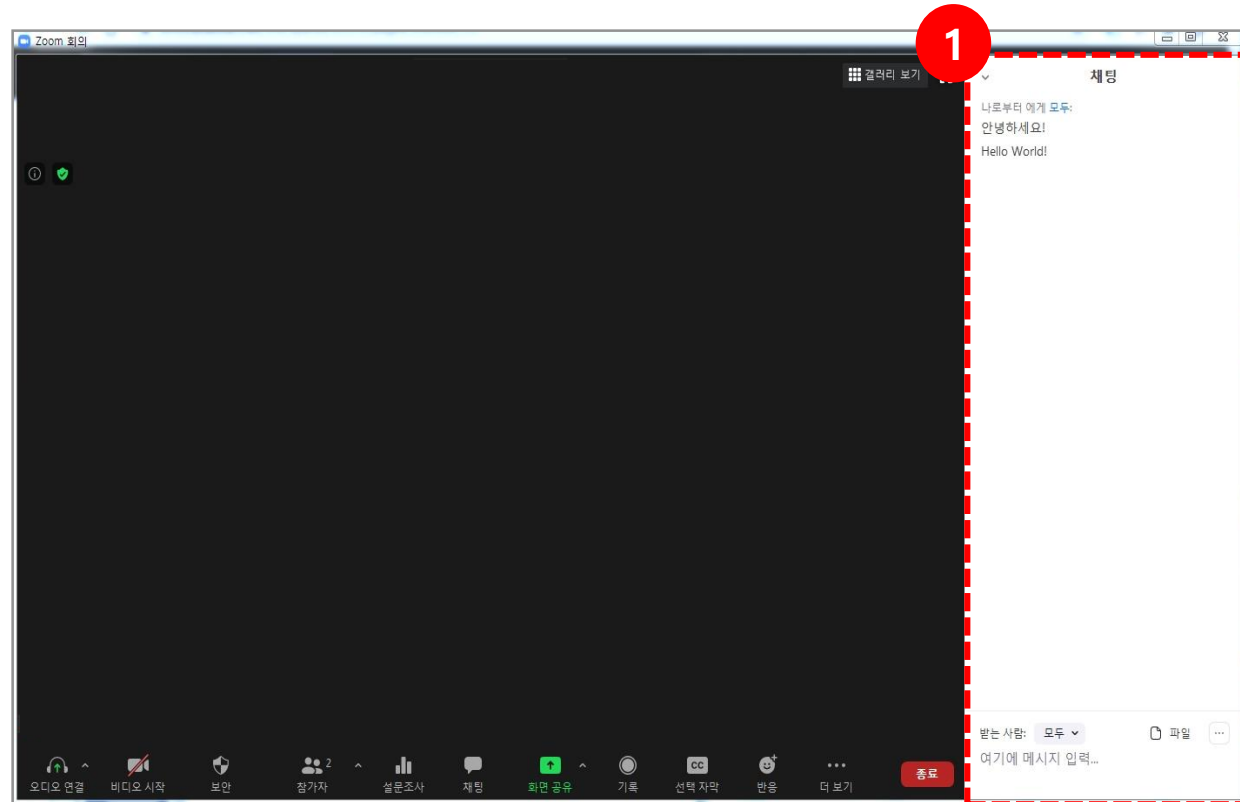 Zoom 회의
1
갤러리 보기
채팅
나로부터 에게 모두:
안녕하세요!
Hello World!
받는 사람: 모두 파일 ...
여기에 메시지 입력...
오디오 연결 비디오 시작 보안 참가자 2 설문조사 채팅 화면 공유 기록 CC 선택 자막 반응 더 보기 종료